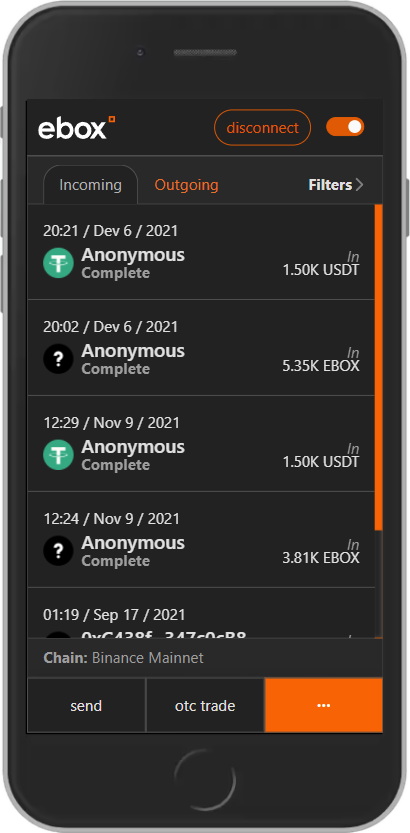 ebox
disconnect
Incoming
Outgoing
Filters
20:21 / Dev 6 / 2021
Anonymous
Complete
In
1.50K USDT
20:02 / Dev 6 / 2021
?
Anonymous
Complete
In
5.35K EBOX
12:29 / Nov 9 / 2021
Anonymous
Complete
In
1.50K USDT
12:24 / Nov 9 / 2021
?
Anonymous
Complete
In
3.81K EBOX
01:19 / Sep 17 / 2021
Chain: Binance Mainnet
send
otc trade
...